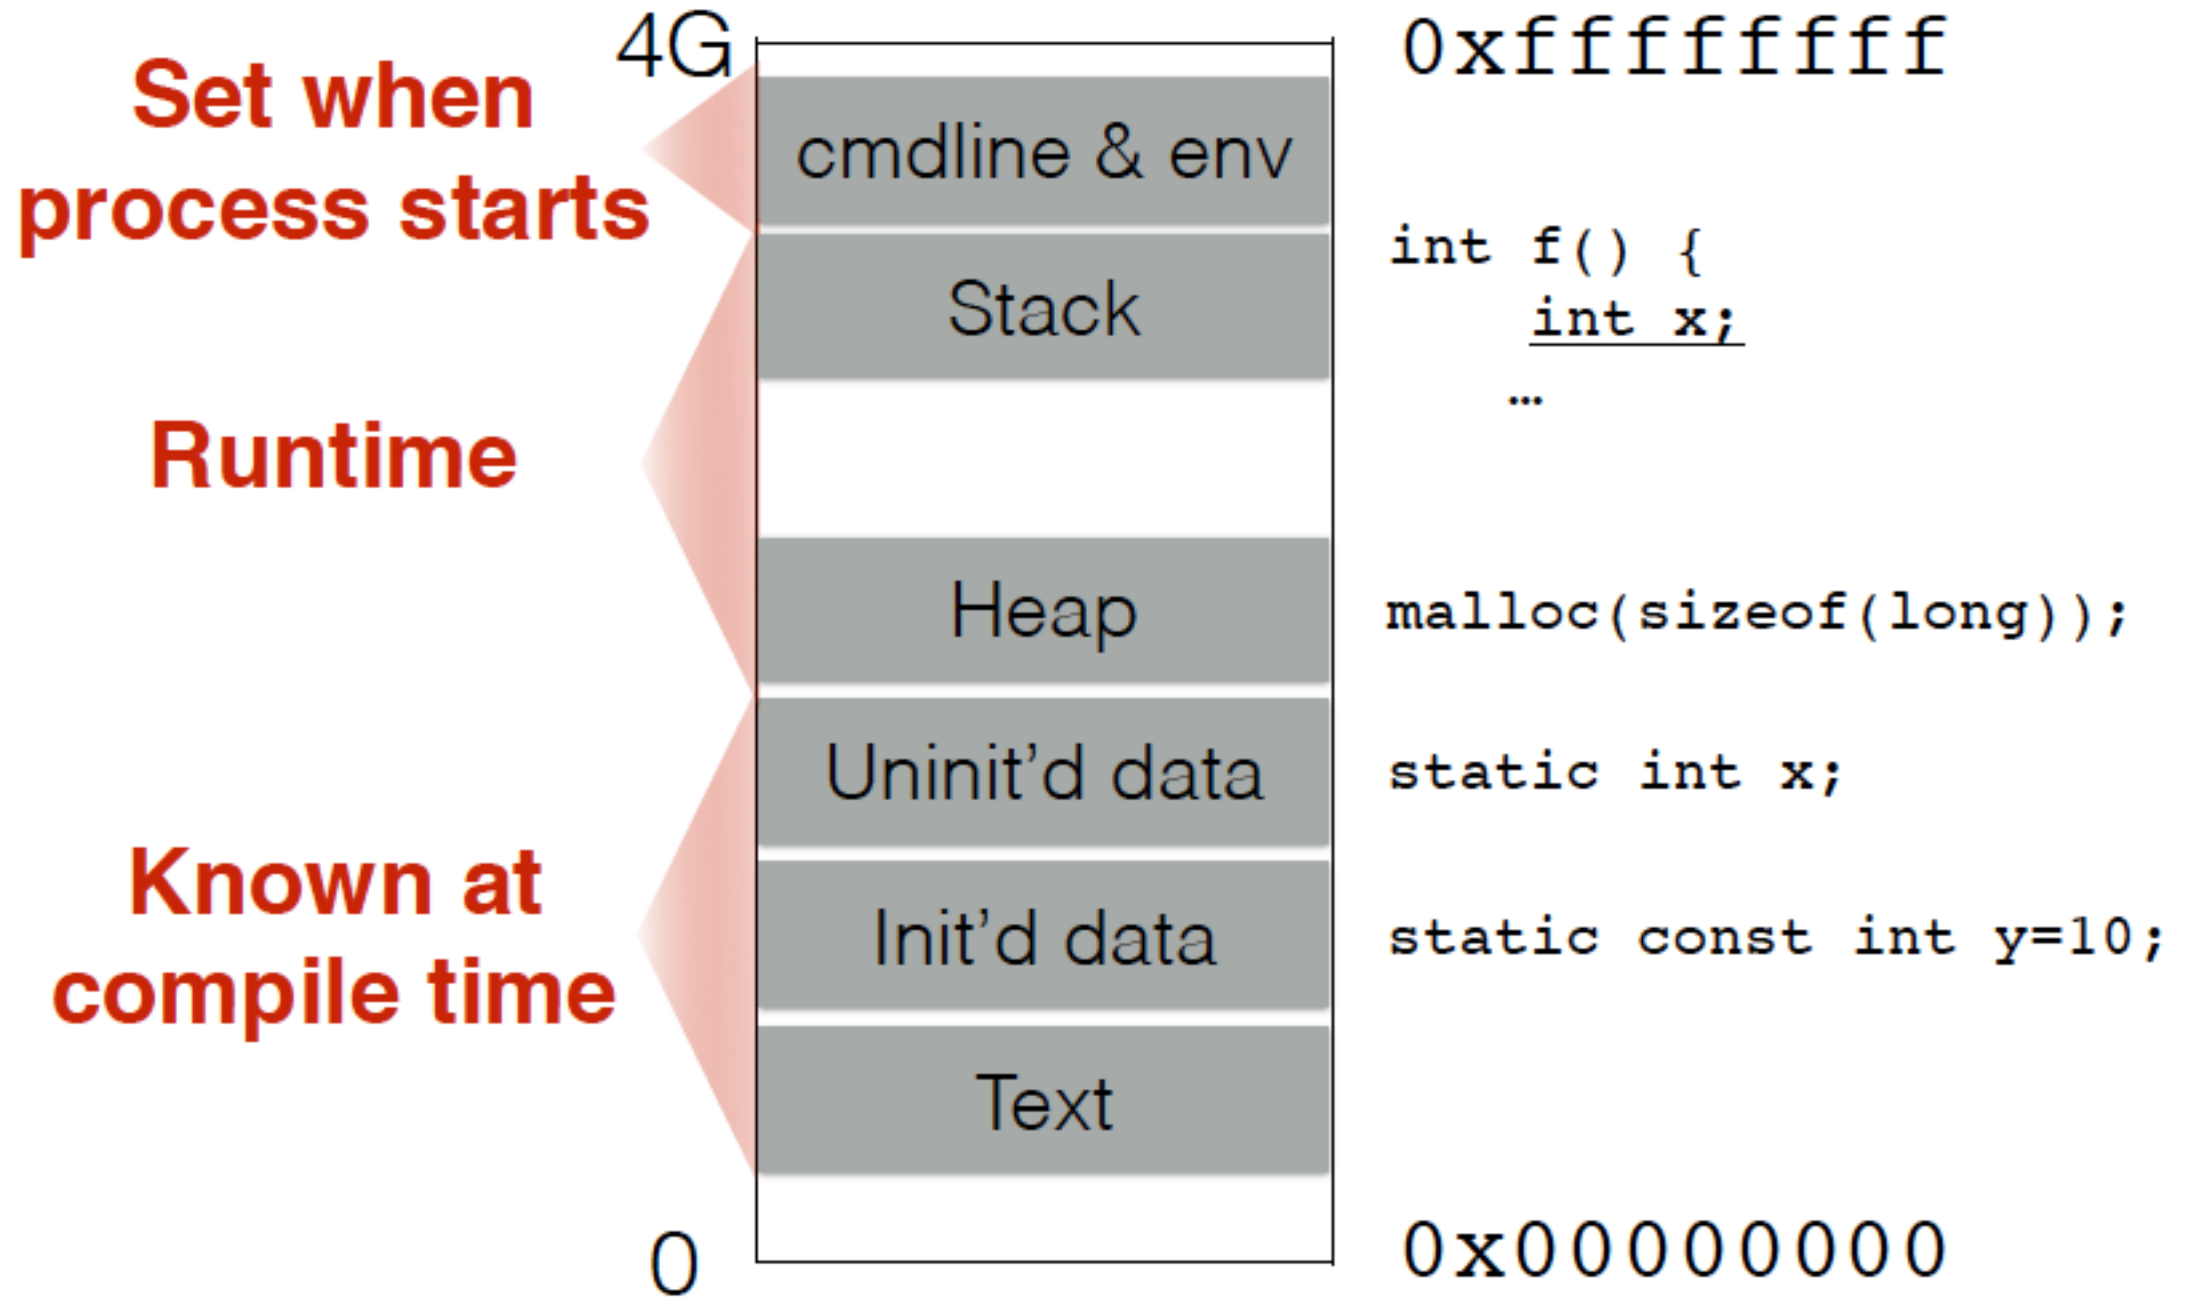 4G
0xffffffff
Set when
process starts
cmdline & env
Stack
int f() {
int x;
…
Runtime
Heap
malloc(sizeof(long));
Uninit’d data
static int x;
Known at
compile time
Init’d data
static const int y=10;
Text
0
0x00000000